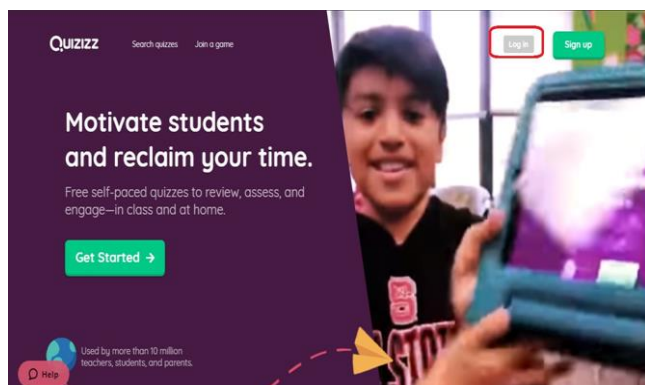 QUIZIZZ Search quizzes Join a game
Log in Sign up
Motivate students
and reclaim your time.
Free self-paced quizzes to review, assess, and
engage—in class and at home.
Get Started →
Used by more than 10 million
teachers, students, and parents.
Help